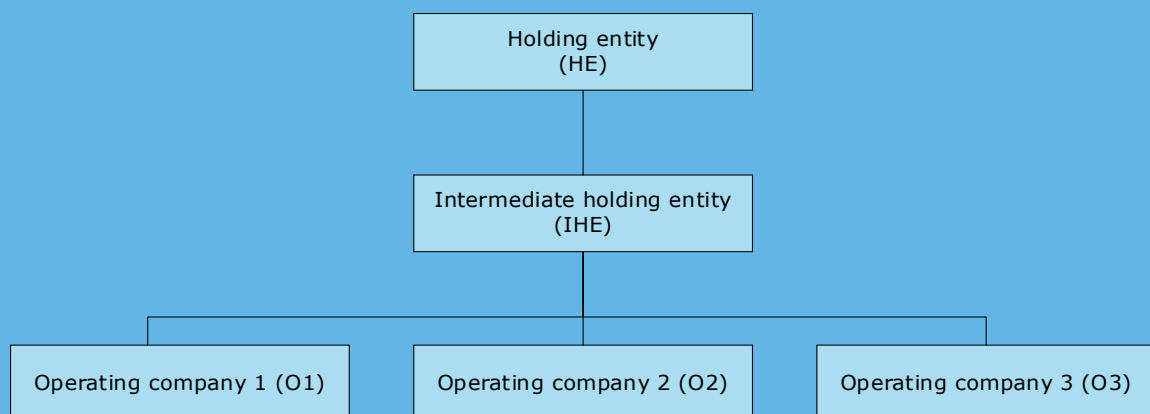 Holding entity
(HE)
Intermediate holding entity
(IHE)
Operating company 1 (O1)
Operating company 2 (O2)
Operating company 3 (O3)